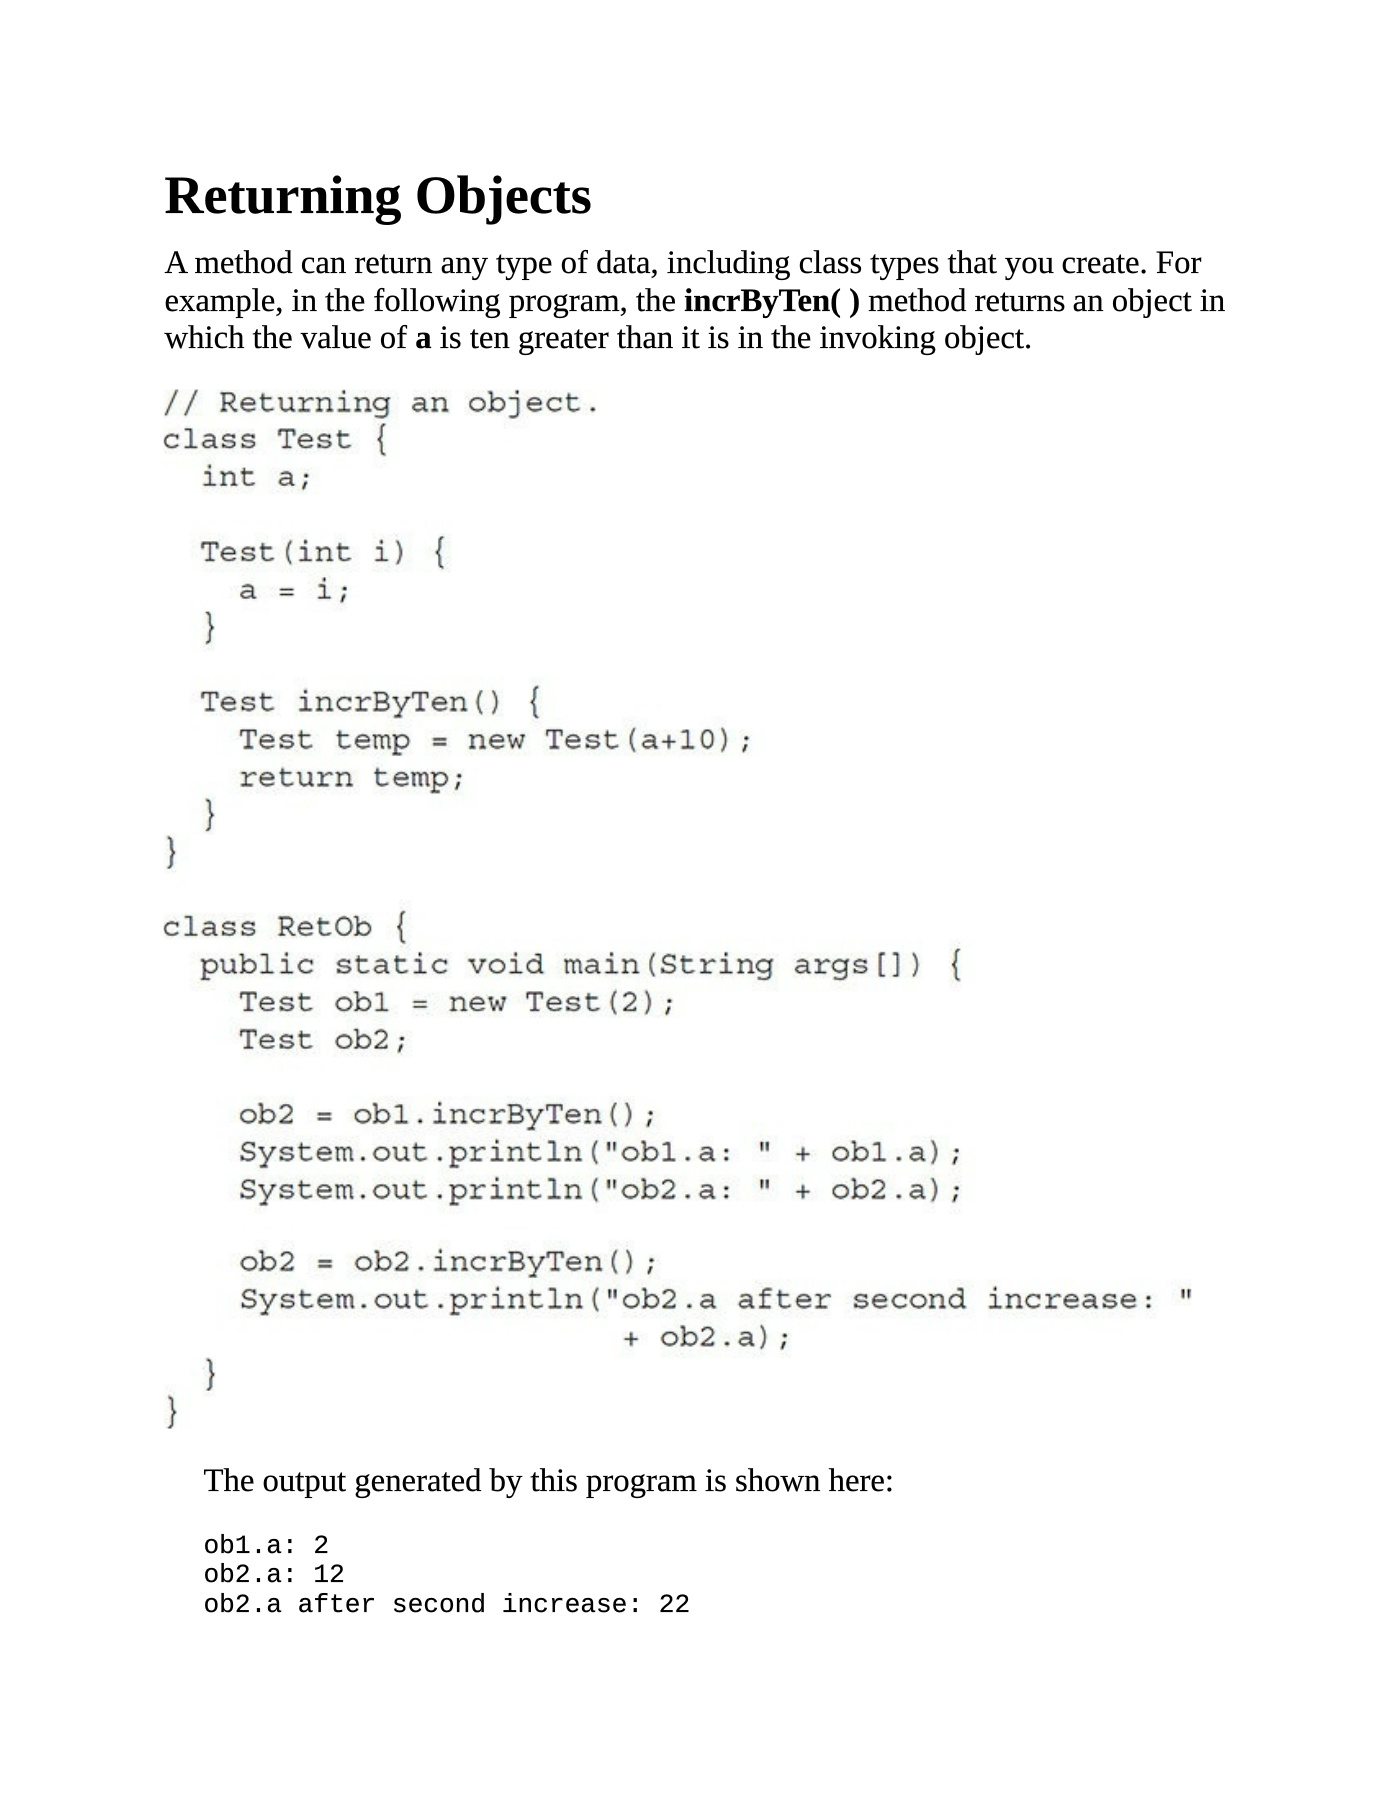 Returning Objects
A method can return any type of data, including class types that you create. For
example, in the following program, the incrByTen( ) method returns an object in
which the value of a is ten greater than it is in the invoking object.
// Returning an object.
class Test {
  int a;

  Test(int i) {
    a = i;
  }

  Test incrByTen() {
    Test temp = new Test(a+10);
    return temp;
  }
}

class RetOb {
  public static void main(String args[]) {
    Test ob1 = new Test(2);
    Test ob2;

    ob2 = ob1.incrByTen();
    System.out.println("ob1.a: " + ob1.a);
    System.out.println("ob2.a: " + ob2.a);

    ob2 = ob2.incrByTen();
    System.out.println("ob2.a after second increase: "
                        + ob2.a);
  }
}
The output generated by this program is shown here:
ob1.a: 2
ob2.a: 12
ob2.a after second increase: 22